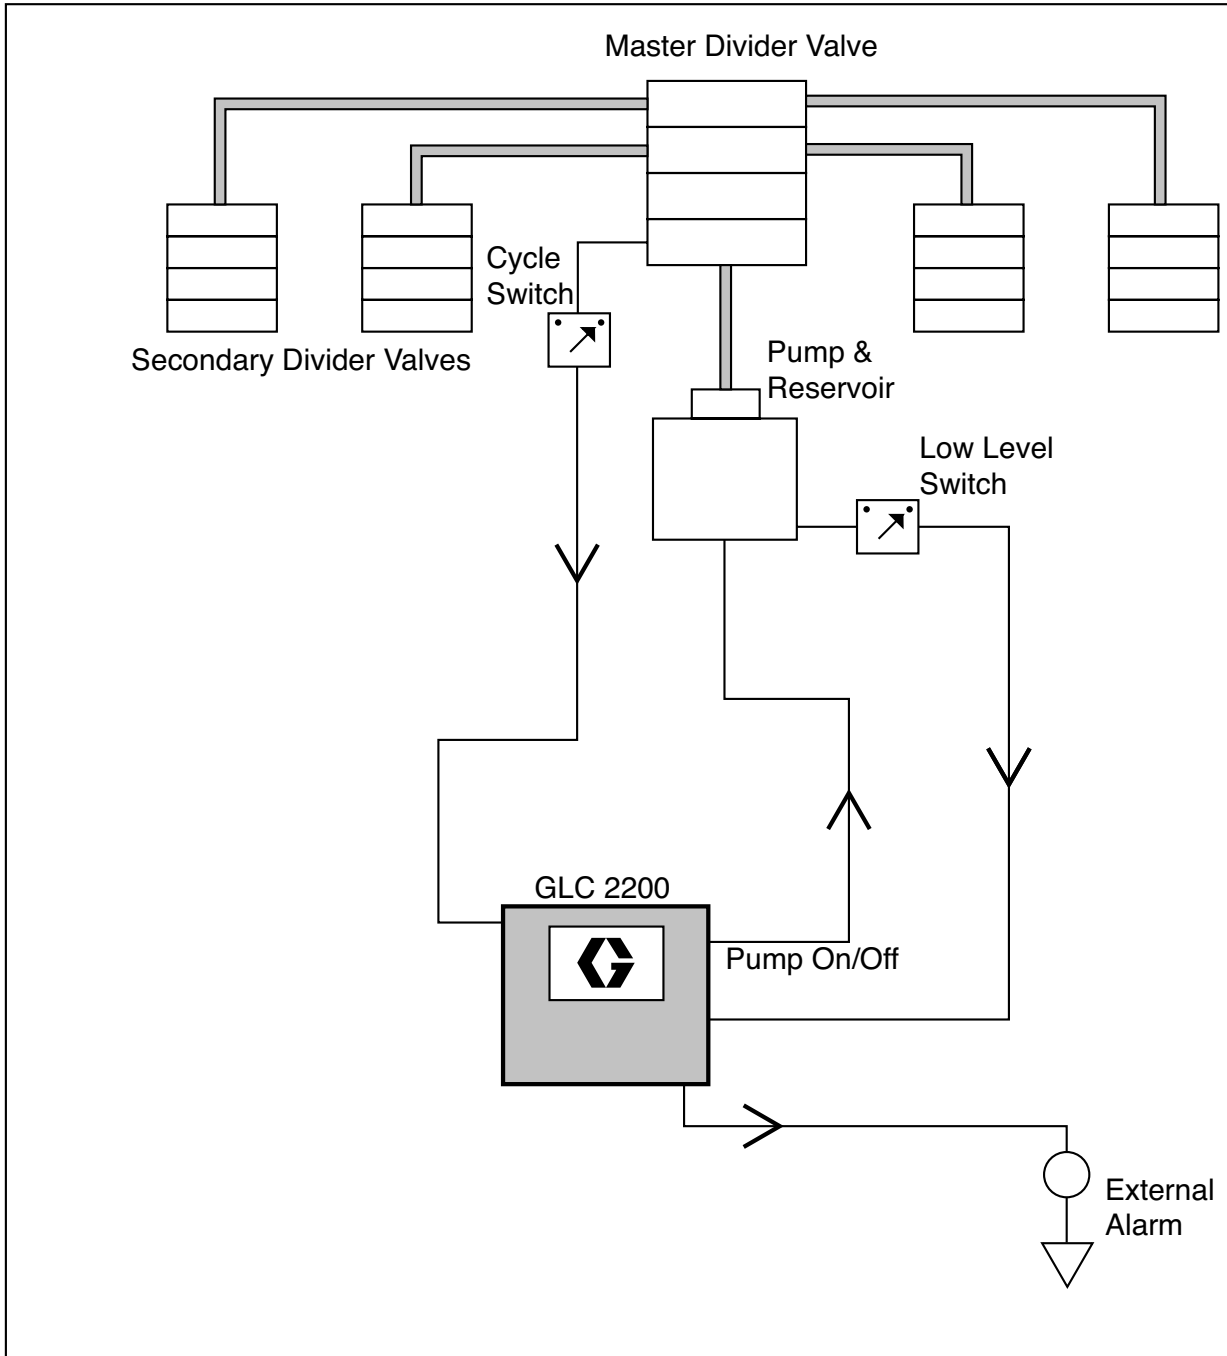 Master Divider Valve
Cycle
Switch
Secondary Divider Valves
Pump &
Reservoir
Low Level
Switch
GLC 2200
Pump On/Off
External
Alarm